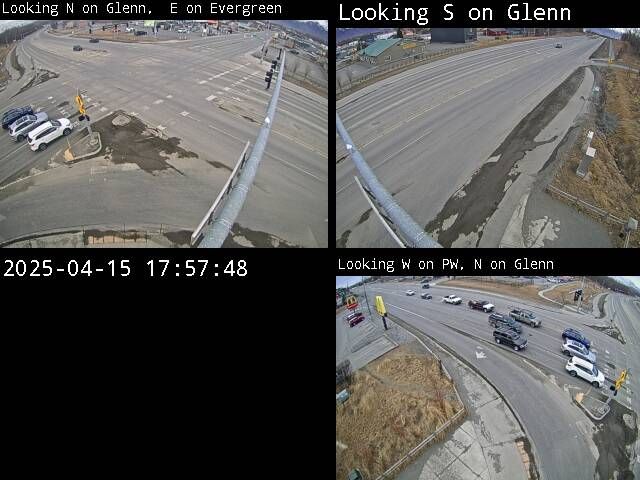 Looking N on Glenn, E on Evergreen
Looking S on Glenn
2025-04-15 17:57:48
Looking W on PW, N on Glenn